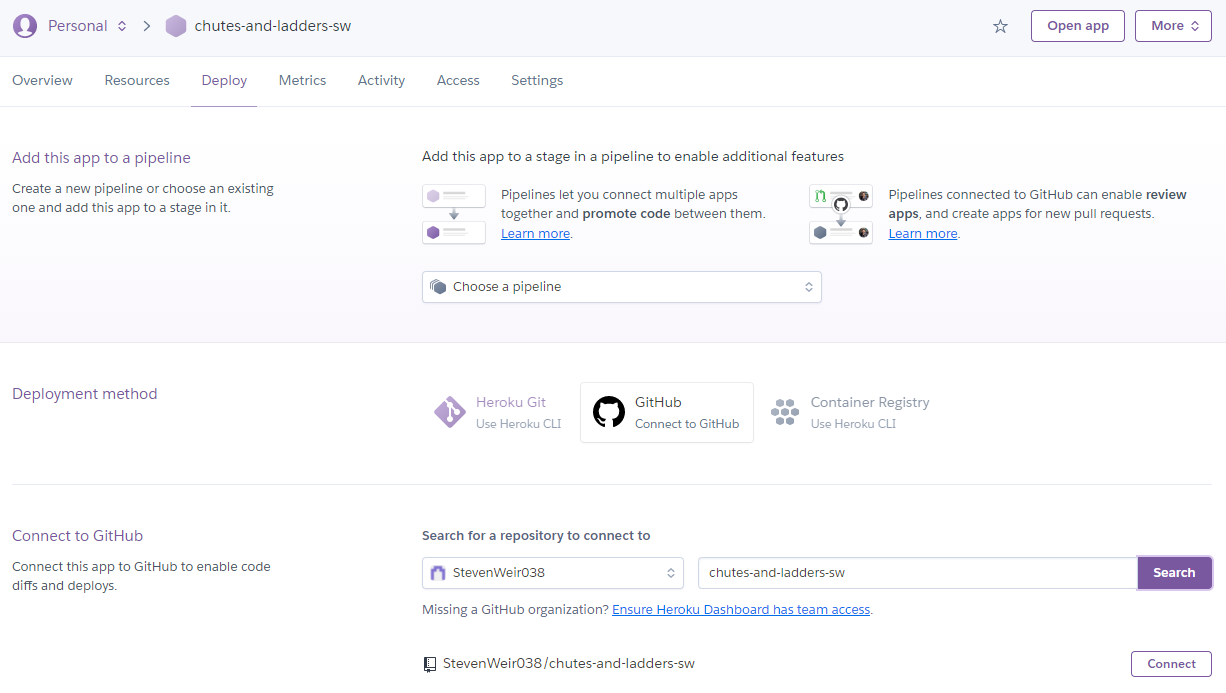 Personal
chutes-and-ladders-sw
Open app
More
Overview
Resources
Deploy
Metrics
Activity
Access
Settings
Add this app to a pipeline
Create a new pipeline or choose an existing
one and add this app to a stage in it.
Add this app to a stage in a pipeline to enable additional features
Pipelines let you connect multiple apps
together and promote code between them.
Learn more.
Pipelines connected to GitHub can enable review
apps, and create apps for new pull requests.
Learn more.
Choose a pipeline
Deployment method
Heroku Git
Use Heroku CLI
GitHub
Connect to GitHub
Container Registry
Use Heroku CLI
Connect to GitHub
Connect this app to GitHub to enable code
diffs and deploys.
Search for a repository to connect to
StevenWeir038
chutes-and-ladders-sw
Search
Missing a GitHub organization? Ensure Heroku Dashboard has team access.
StevenWeir038/chutes-and-ladders-sw
Connect